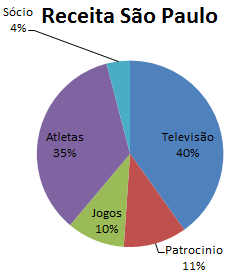 Receita São Paulo
Sócio
4%
Televisão
40%
Patrocinio
11%
Jogos
10%
Atletas
35%